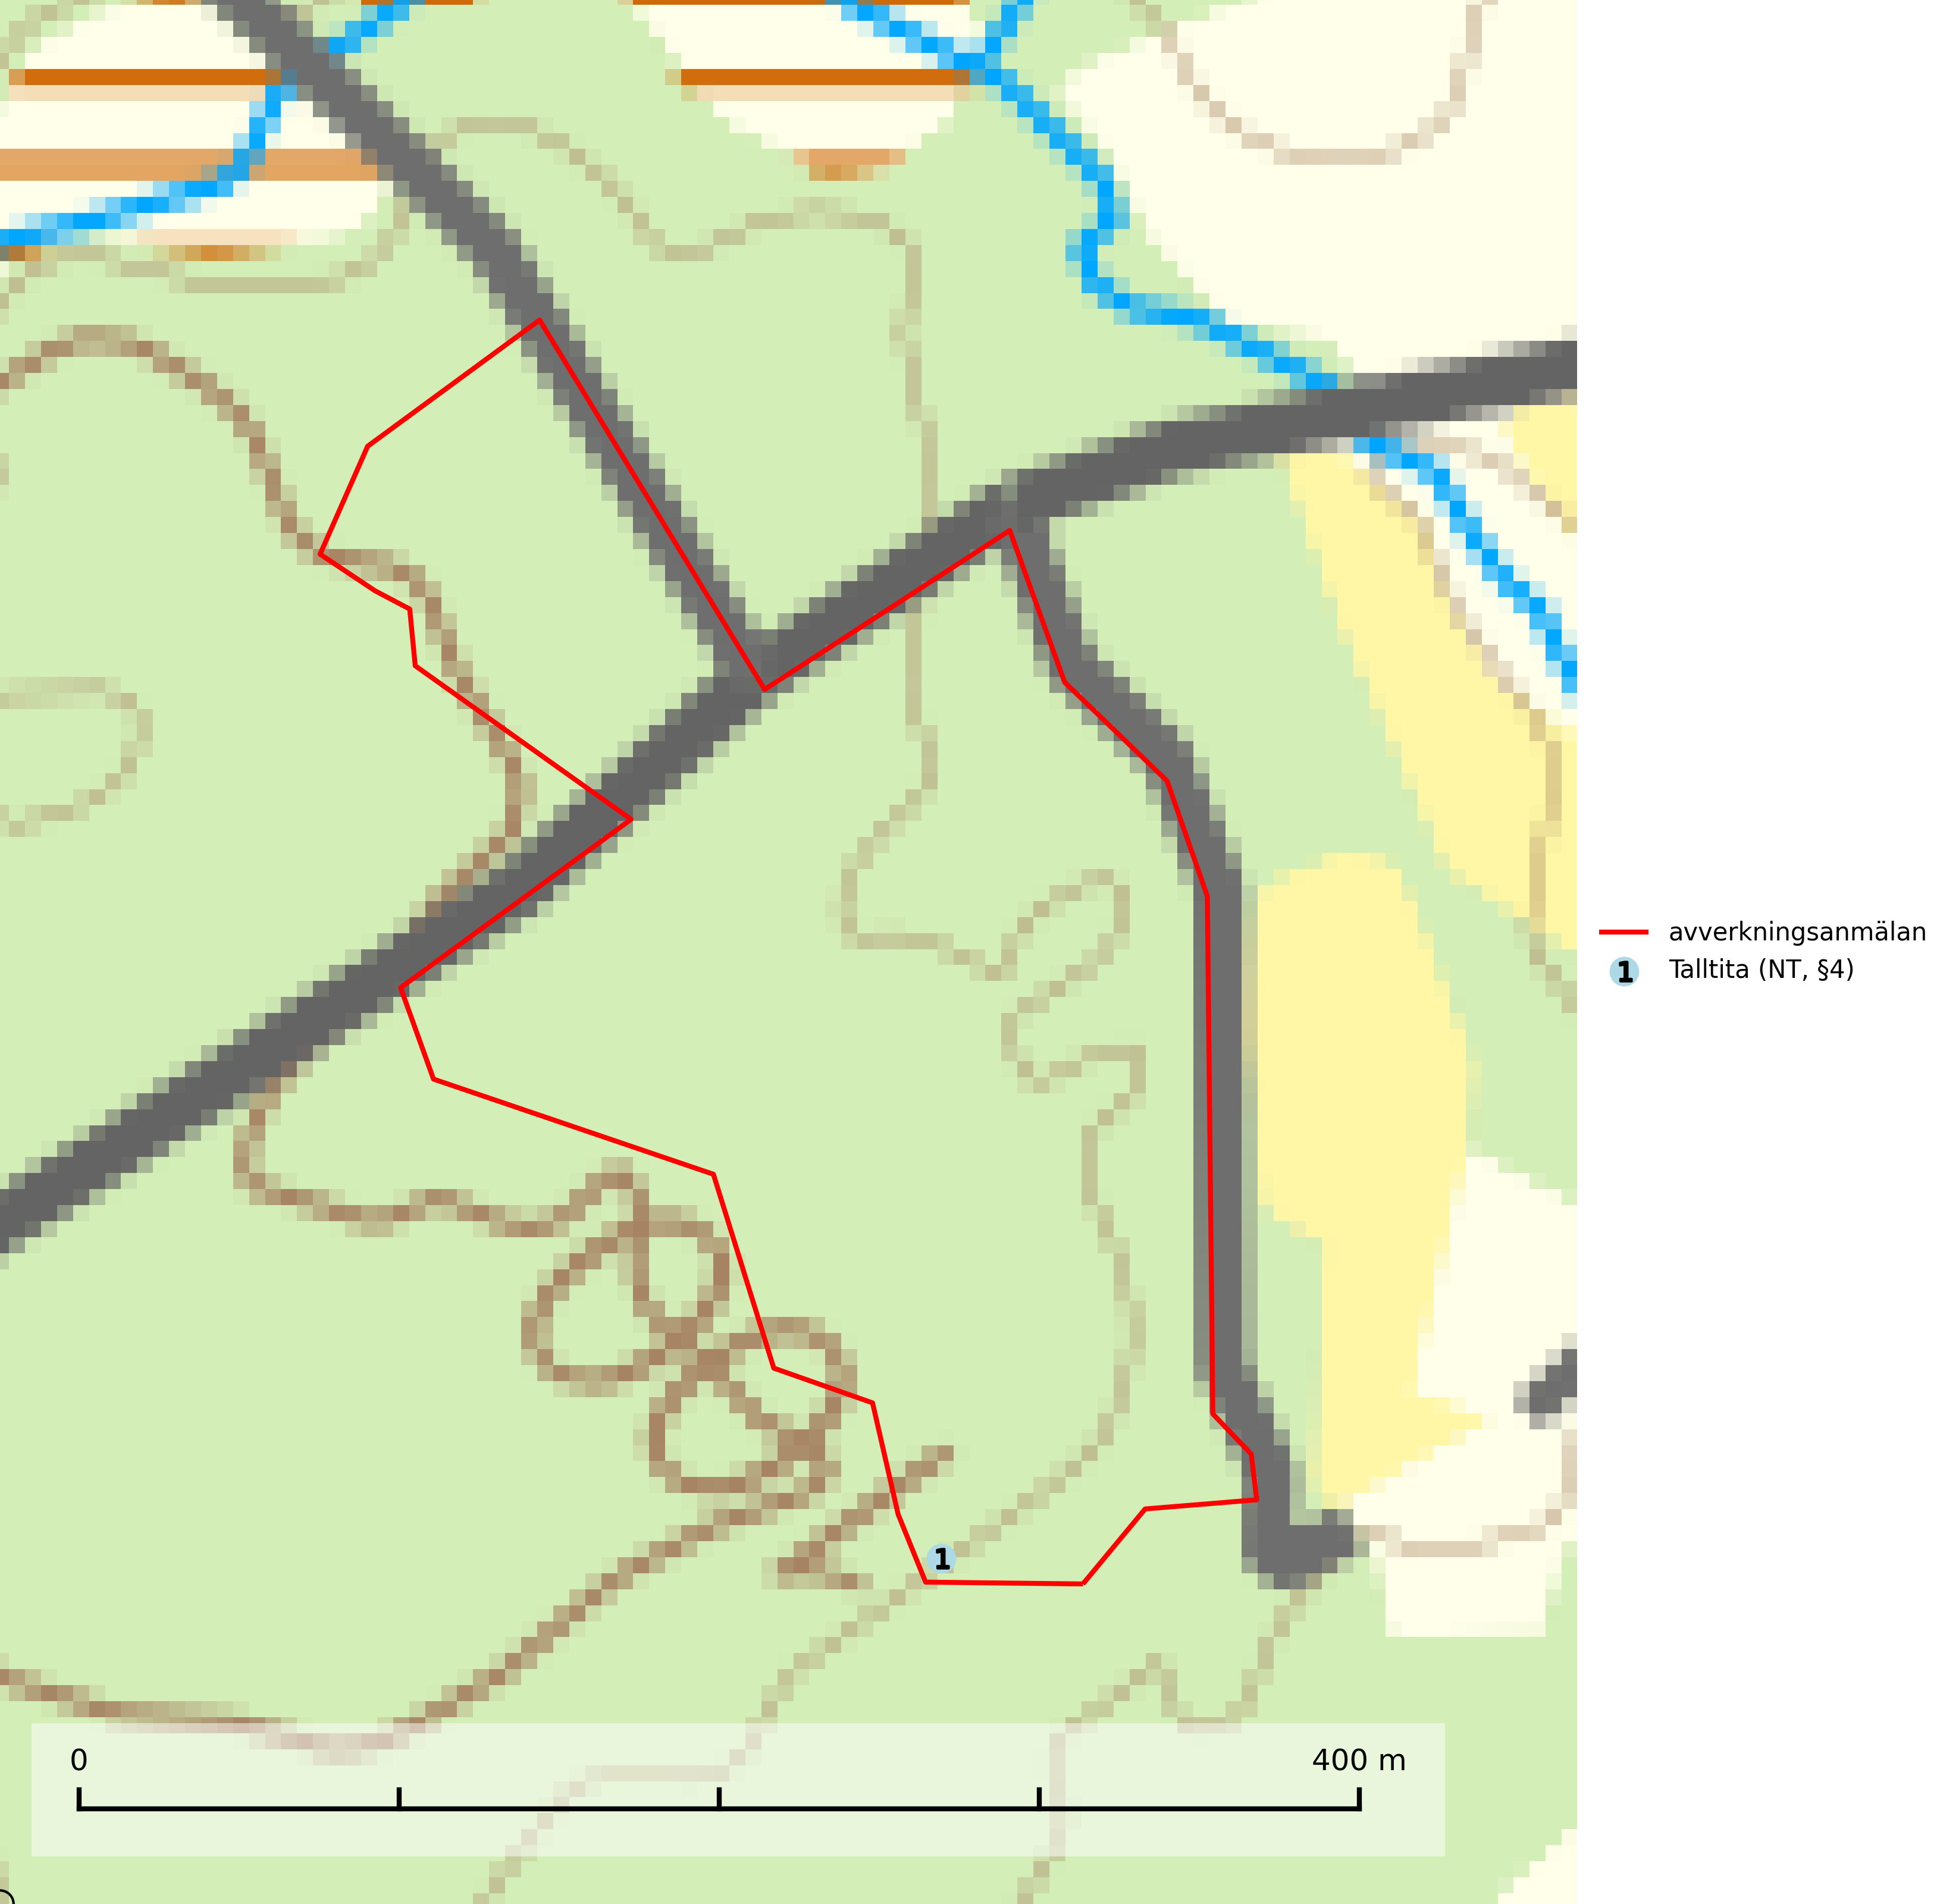 avverkningsanmälan
1 Talltita (NT, §4)
1
0 400 m